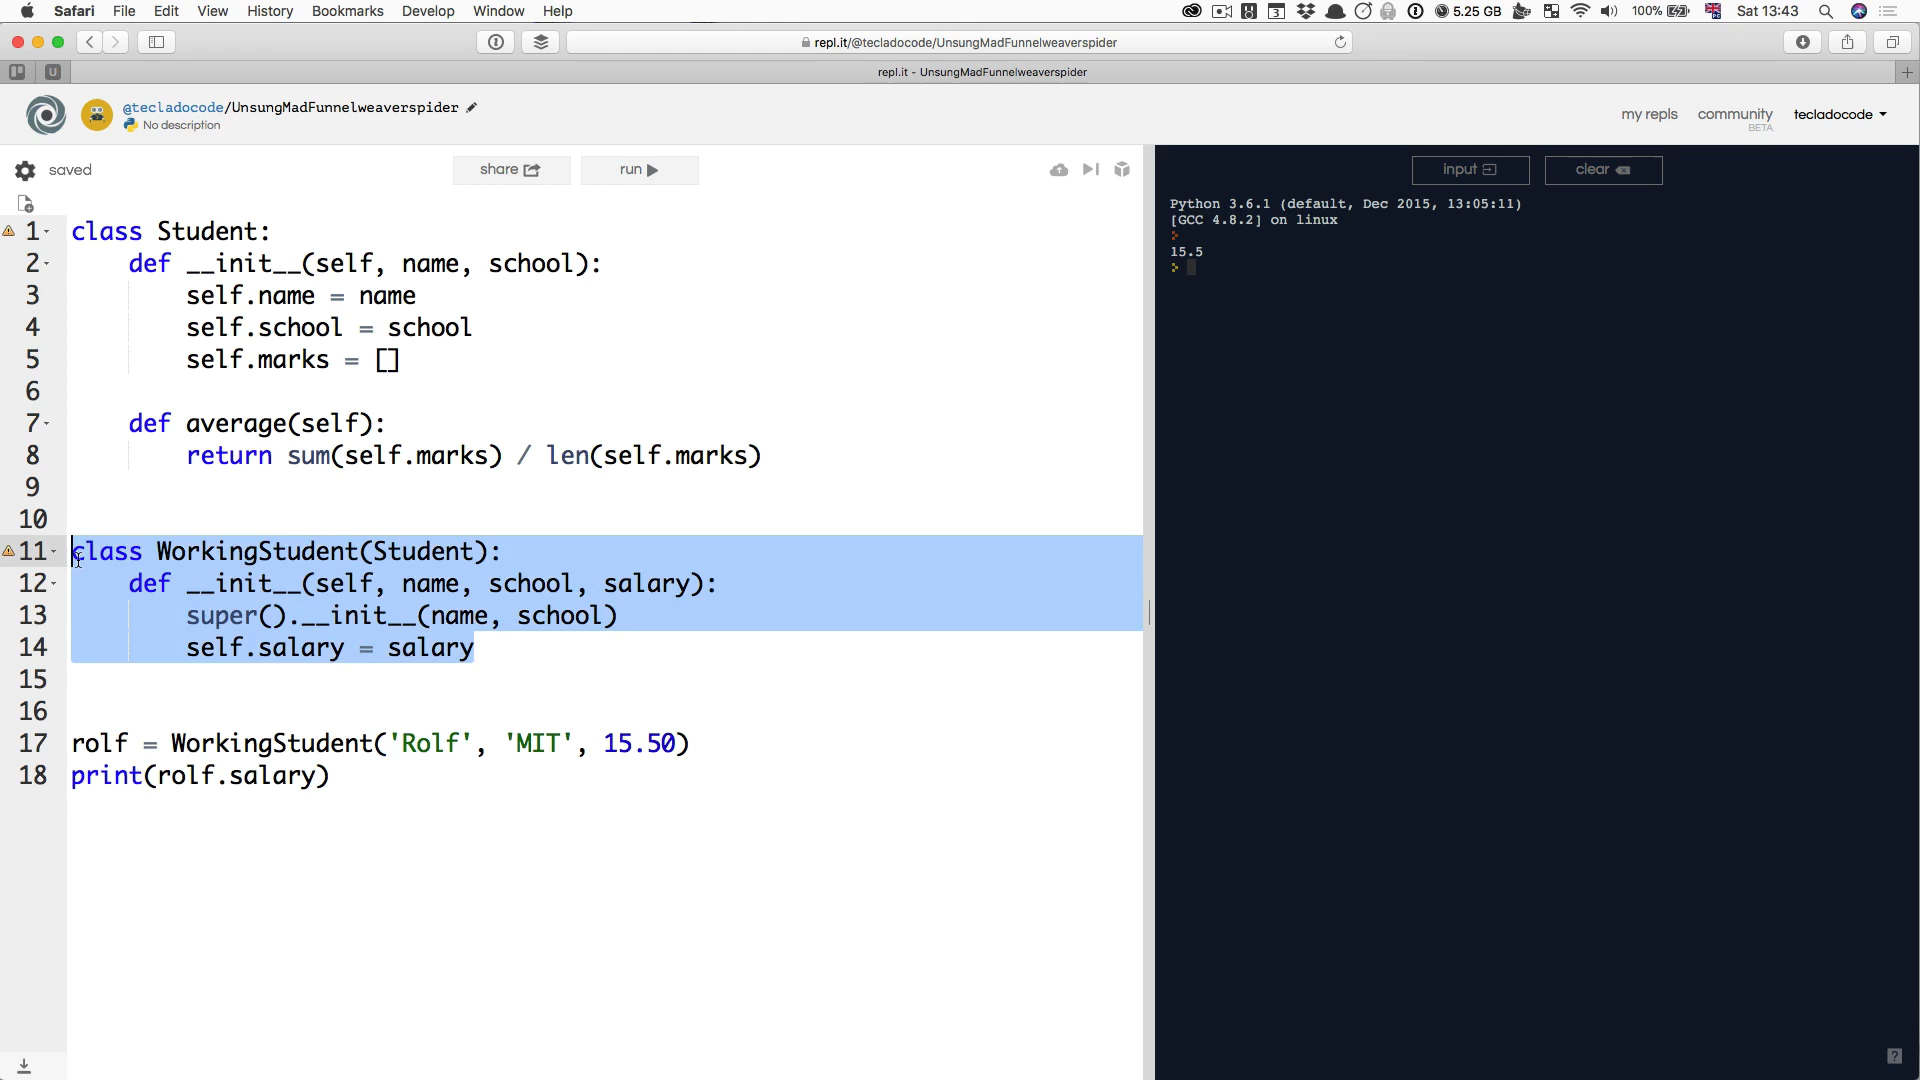 Safari File Edit View History Bookmarks Develop Window Help
3 5.25 GB 100% Sat 13:43
repl.it/@tecladocode/UnsungMadFunnelweaverspider
U repl.it - UnsungMadFunnelweaverspider
@tecladocode/UnsungMadFunnelweaverspider
No description
my repls community tecladocode
BETA
saved share run input clear
1 class Student:
2 def __init__(self, name, school):
3 self.name = name
4 self.school = school
5 self.marks = []
6
7 def average(self):
8 return sum(self.marks) / len(self.marks)
9
10
11 class WorkingStudent(Student):
12 def __init__(self, name, school, salary):
13 super().__init__(name, school)
14 self.salary = salary
15
16
17 rolf = WorkingStudent('Rolf', 'MIT', 15.50)
18 print(rolf.salary)
Python 3.6.1 (default, Dec 2015, 13:05:11)
[GCC 4.8.2] on linux
15.5
?